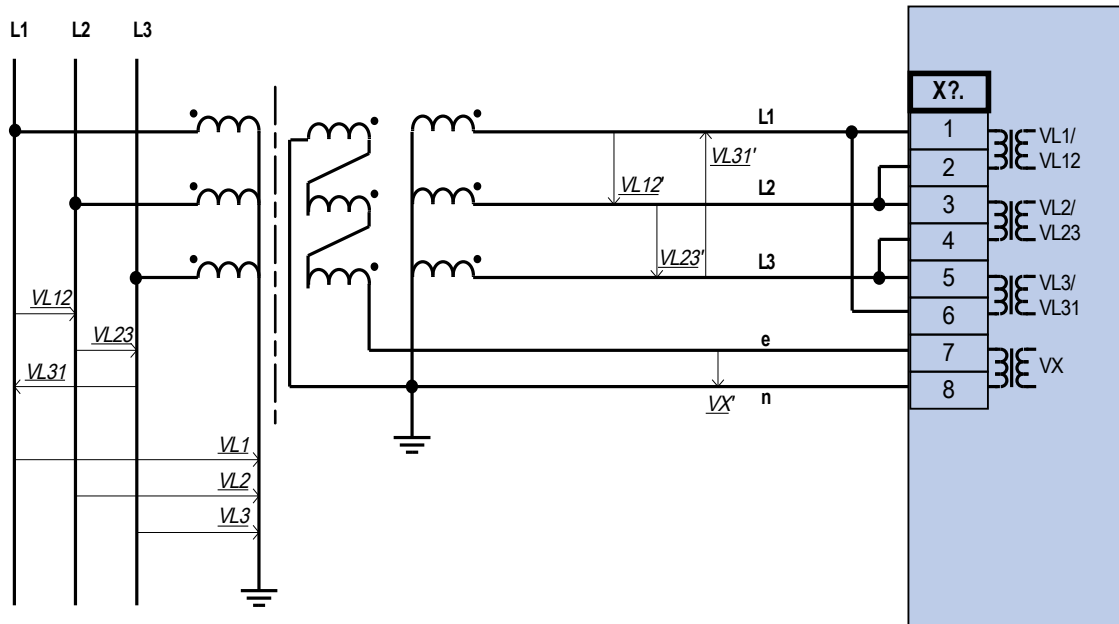 L1 L2 L3
X?.
L1
1
VL1/
VL12
VL31'
2
VL12'
L2
3
VL2/
VL23
4
VL23'
L3
5
VL3/
VL31
6
VL12
VL23
VL31
e
7
VX
8
n
VX'
VL1
VL2
VL3